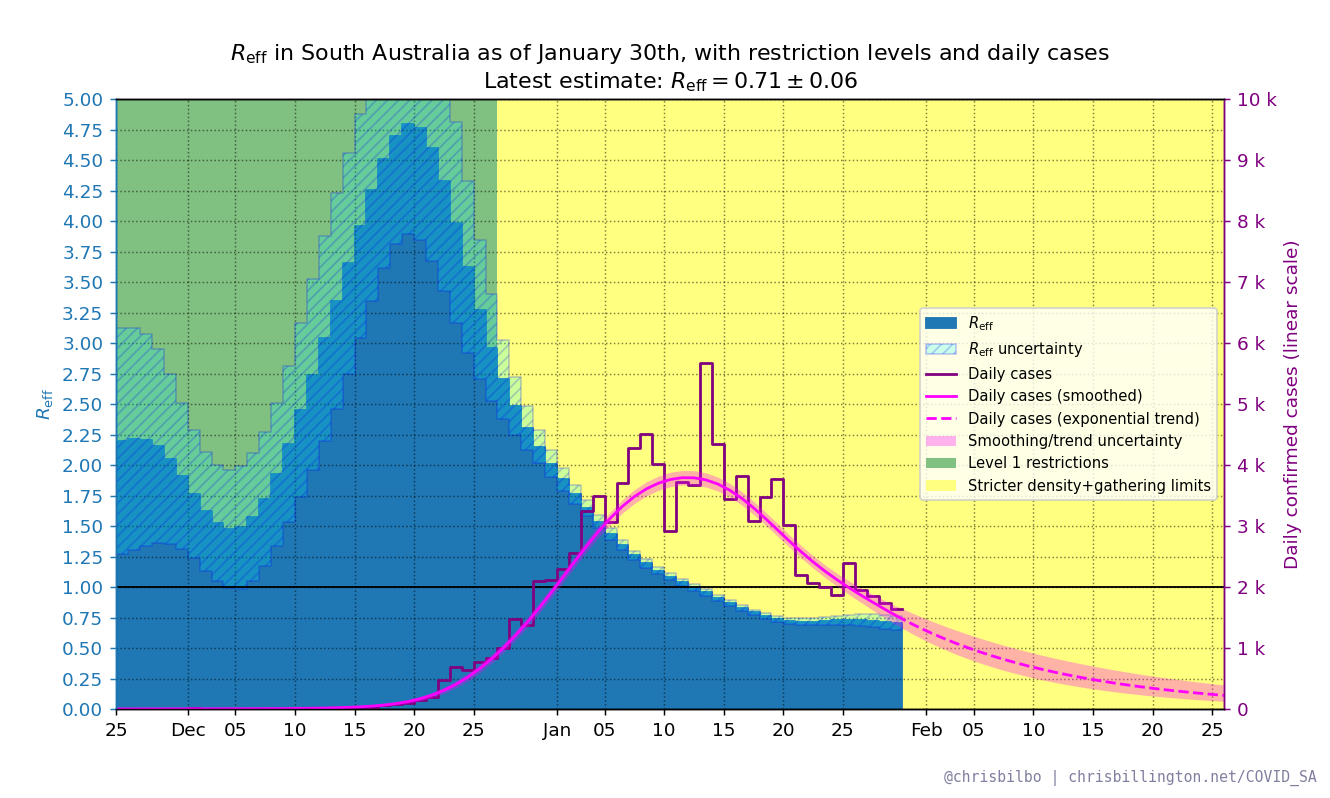 R_eff in South Australia as of January 30th, with restriction levels and daily cases
Latest estimate: R_eff = 0.71 ± 0.06
5.00
4.75
4.50
4.25
4.00
3.75
3.50
3.25
3.00
2.75
2.50
2.25
2.00
1.75
1.50
1.25
1.00
0.75
0.50
0.25
0.00
R_eff
10 k
9 k
8 k
7 k
6 k
5 k
4 k
3 k
2 k
1 k
0
Daily confirmed cases (linear scale)
R_eff
R_eff uncertainty
Daily cases
Daily cases (smoothed)
Daily cases (exponential trend)
Smoothing/trend uncertainty
Level 1 restrictions
Stricter density+gathering limits
25 Dec 05 10 15 20 25 Jan 05 10 15 20 25 Feb 05 10 15 20 25
@chrisbilbo | chrisbillington.net/COVID_SA